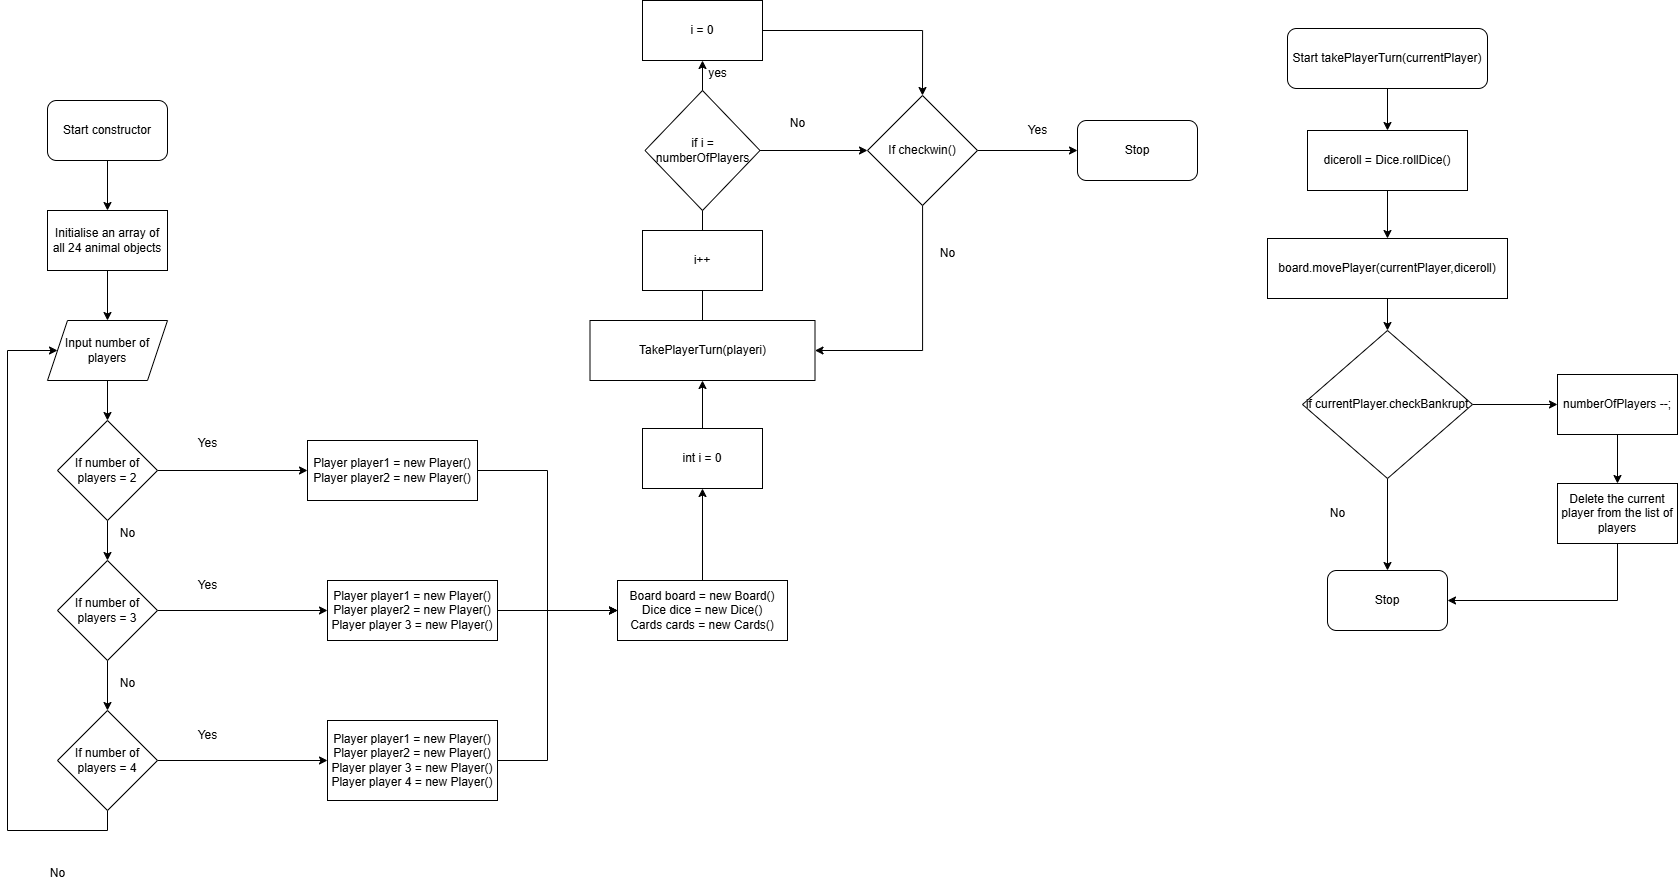 Start constructor
Initialise an array of
all 24 animal objects
Input number of
players
If number of
players = 2
Yes
Player player1 = new Player()
Player player2 = new Player()
No
If number of
players = 3
Yes
Player player1 = new Player()
Player player2 = new Player()
Player player 3 = new Player()
No
If number of
players = 4
Yes
Player player1 = new Player()
Player player2 = new Player()
Player player 3 = new Player()
Player player 4 = new Player()
No
Board board = new Board()
Dice dice = new Dice()
Cards cards = new Cards()
int i = 0
TakePlayerTurn(playeri)
i++
if i =
numberOfPlayers
yes
i = 0
No
If checkwin()
Yes
Stop
No
Start takePlayerTurn(currentPlayer)
diceroll = Dice.rollDice()
board.movePlayer(currentPlayer,diceroll)
if currentPlayer.checkBankrupt
numberOfPlayers --;
Delete the current
player from the list of
players
No
Stop